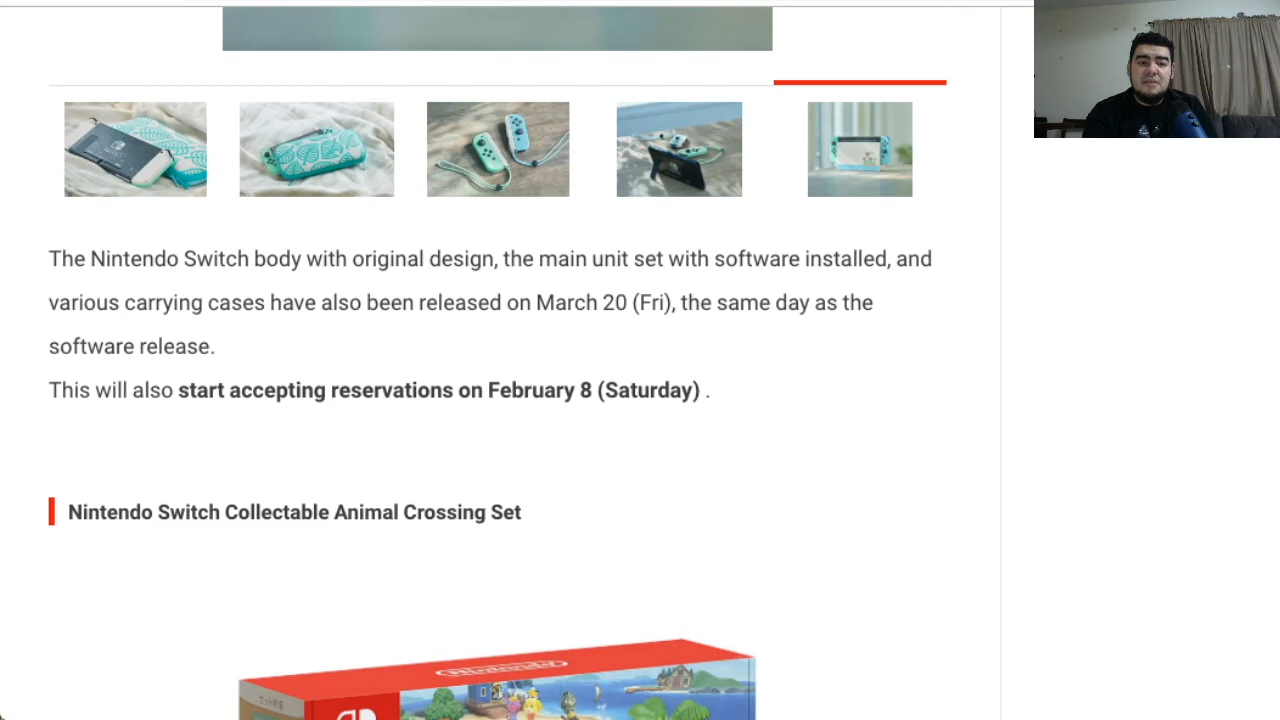 The Nintendo Switch body with original design, the main unit set with software installed, and
various carrying cases have also been released on March 20 (Fri), the same day as the
software release.
This will also start accepting reservations on February 8 (Saturday) .
Nintendo Switch Collectable Animal Crossing Set
Nintendo